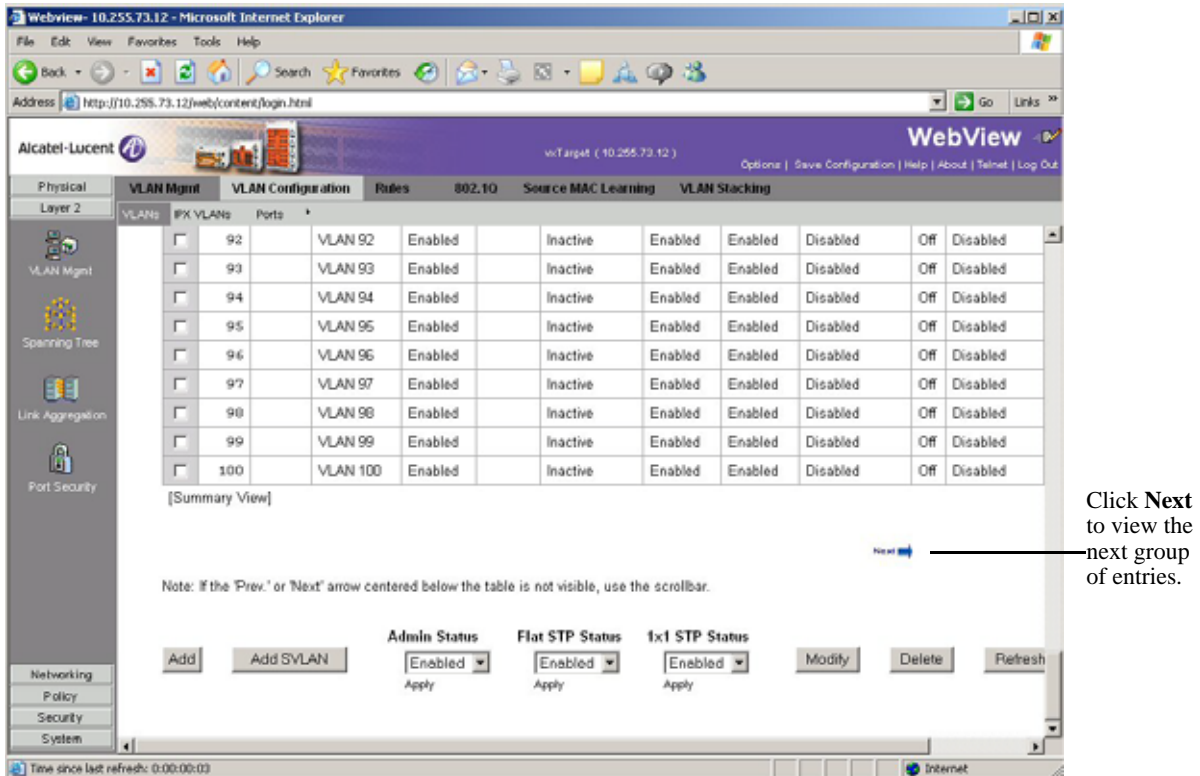 Webview- 10.255.73.12 - Microsoft Internet Explorer
File Edit View Favorites Tools Help
Back Search Favorites
Address http://10.255.73.12/web/content/login.html Go Links »
Alcatel-Lucent
vxTarget ( 10.255.73.12 )
WebView
Options | Save Configuration | Help | About | Telnet | Log Out
Physical
Layer 2
VLAN Mgmt VLAN Configuration Rules 802.1Q Source MAC Learning VLAN Stacking
VLANs IPX VLANs Ports
VLAN Mgmt
Spanning Tree
Link Aggregation
Port Security
92 VLAN 92 Enabled Inactive Enabled Enabled Disabled Off Disabled
93 VLAN 93 Enabled Inactive Enabled Enabled Disabled Off Disabled
94 VLAN 94 Enabled Inactive Enabled Enabled Disabled Off Disabled
95 VLAN 95 Enabled Inactive Enabled Enabled Disabled Off Disabled
96 VLAN 96 Enabled Inactive Enabled Enabled Disabled Off Disabled
97 VLAN 97 Enabled Inactive Enabled Enabled Disabled Off Disabled
98 VLAN 98 Enabled Inactive Enabled Enabled Disabled Off Disabled
99 VLAN 99 Enabled Inactive Enabled Enabled Disabled Off Disabled
100 VLAN 100 Enabled Inactive Enabled Enabled Disabled Off Disabled
[Summary View]
Next
Note: If the 'Prev.' or 'Next' arrow centered below the table is not visible, use the scrollbar.
Admin Status Flat STP Status 1x1 STP Status
Add Add SVLAN Enabled Enabled Enabled Modify Delete Refresh
Apply Apply Apply
Networking
Policy
Security
System
Time since last refresh: 0:00:00:03 Internet
Click Next
to view the
next group
of entries.